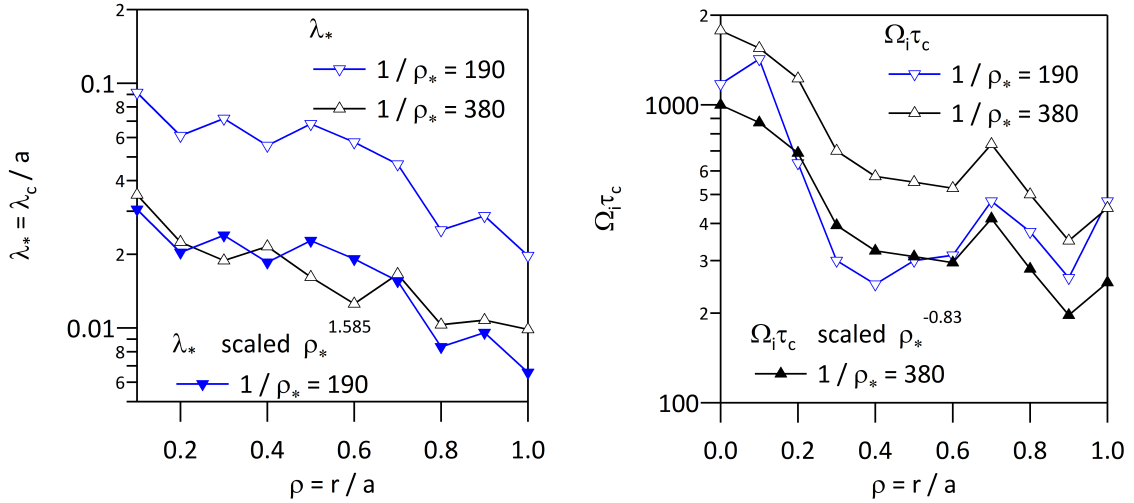 2
λ* 
1 / ρ* = 190
1 / ρ* = 380
0.1
8
6
4
2
0.01
8
6
λ* = λc / a
λ* scaled ρ* 1.585
1 / ρ* = 190
0.2 0.4 0.6 0.8 1.0
ρ = r / a
2
Ωiτc
1 / ρ* = 190
1 / ρ* = 380
1000
8
6
5
4
3
2
100
Ωiτc
Ωiτc scaled ρ* -0.83
1 / ρ* = 380
0.0 0.2 0.4 0.6 0.8 1.0
ρ = r / a